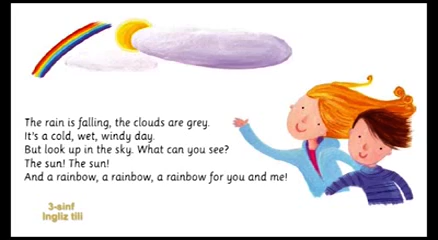 The rain is falling, the clouds are grey.
It's a cold, wet, windy day.
But look up in the sky. What can you see?
The sun! The sun!
And a rainbow, a rainbow, a rainbow for you and me!
3-sinf
Ingliz tili